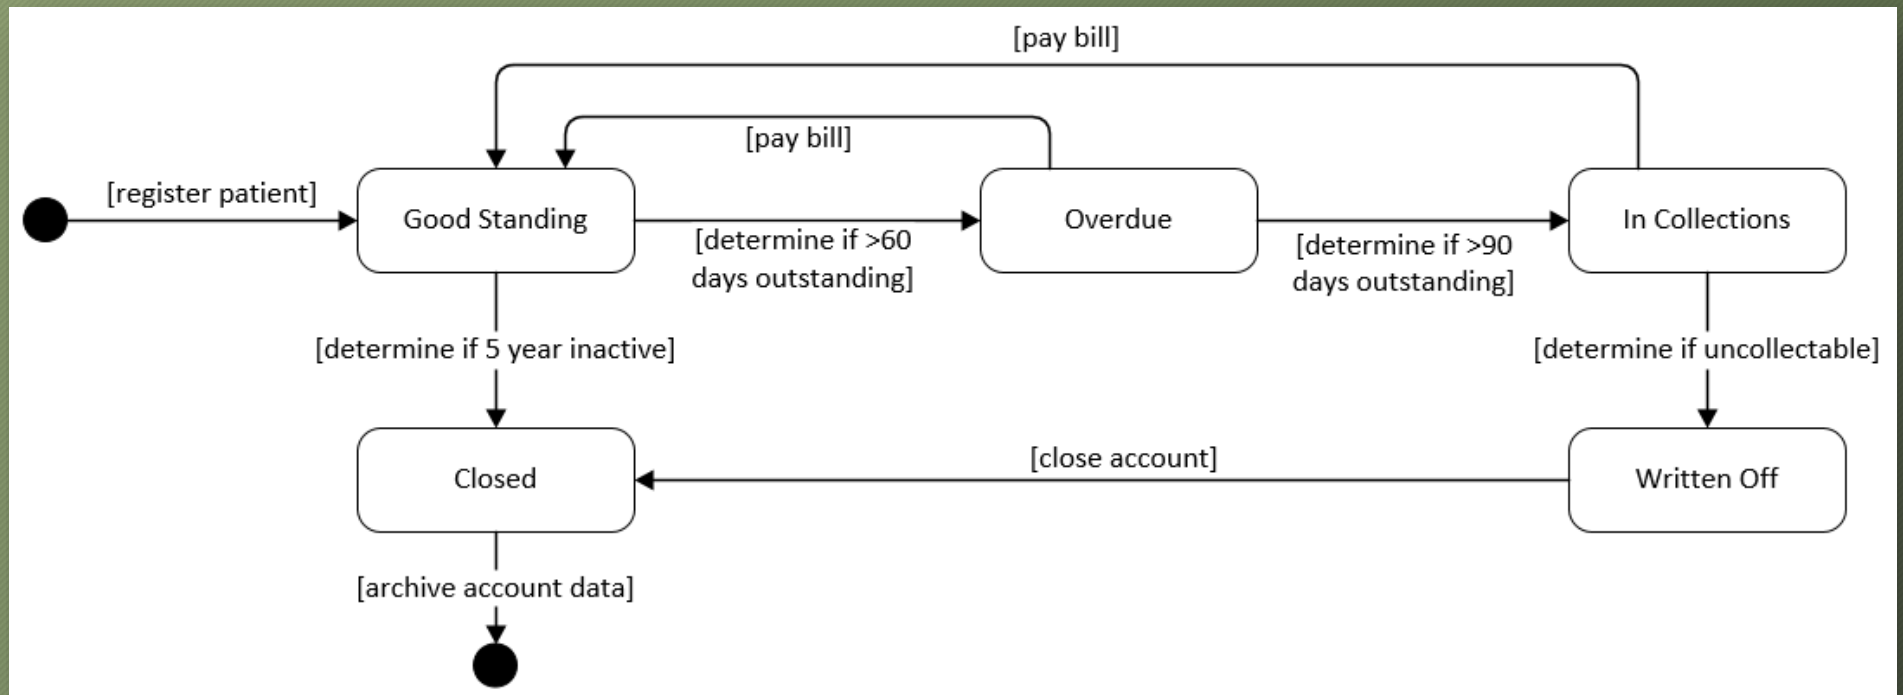 [pay bill]
[pay bill]
[register patient]
Good Standing
[determine if >60
days outstanding]
Overdue
[determine if >90
days outstanding]
In Collections
[determine if 5 year inactive]
[determine if uncollectable]
Closed
[close account]
Written Off
[archive account data]